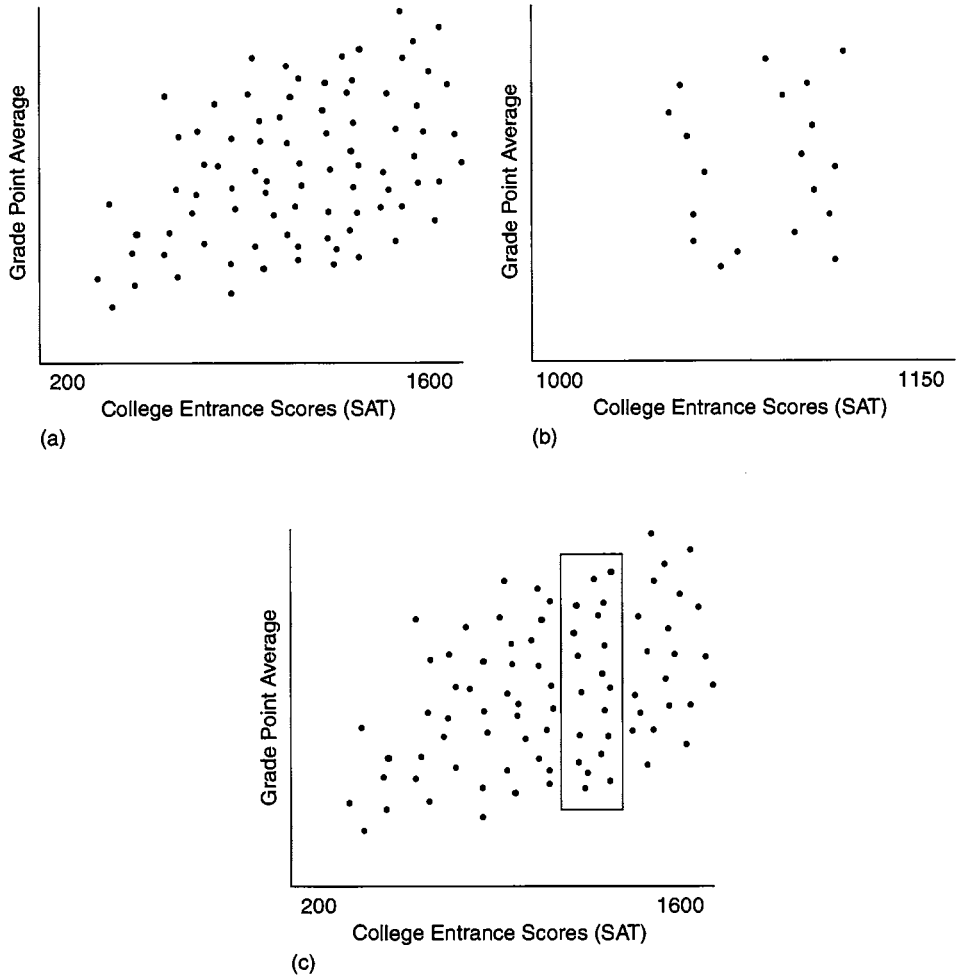 Grade Point Average
200 1600
College Entrance Scores (SAT)
(a)
Grade Point Average
1000 1150
College Entrance Scores (SAT)
(b)
Grade Point Average
200 1600
College Entrance Scores (SAT)
(c)